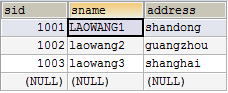 sid sname address
1001 LAOWANG1 shandong
1002 laowang2 guangzhou
1003 laowang3 shanghai
(NULL) (NULL) (NULL)